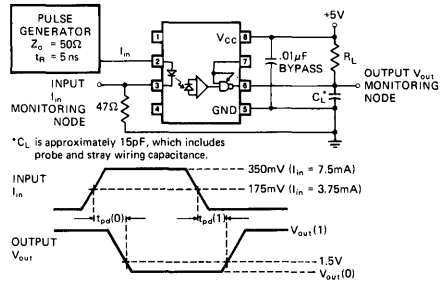 PULSE
GENERATOR
Z₀ = 50Ω
tR = 5 ns
Iin
INPUT
Iin
MONITORING
NODE
47Ω
1
2
3
4
VCC
GND
8
7
6
5
.01μF
BYPASS
+5V
RL
OUTPUT Vout
MONITORING
NODE
CL*
*CL is approximately 15pF, which includes
probe and stray wiring capacitance.
INPUT
Iin
350mV (Iin = 7.5mA)
175mV (Iin = 3.75mA)
tpd(0)
tpd(1)
OUTPUT
Vout
Vout(1)
1.5V
Vout(0)